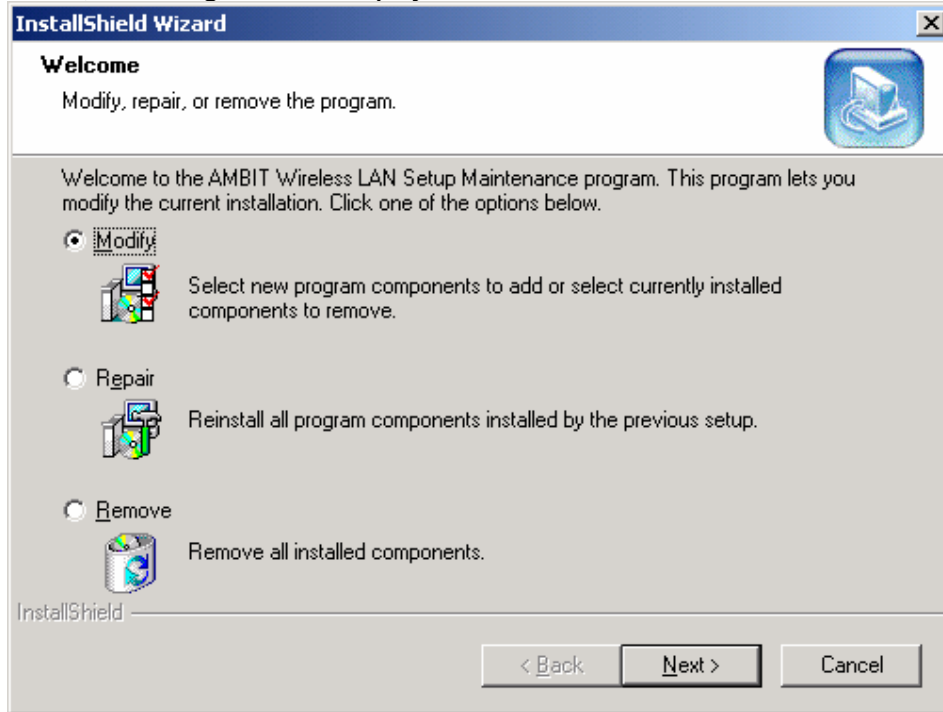 InstallShield Wizard
Welcome
Modify, repair, or remove the program.
Welcome to the AMBIT Wireless LAN Setup Maintenance program. This program lets you
modify the current installation. Click one of the options below.
Modify
Select new program components to add or select currently installed
components to remove.
Repair
Reinstall all program components installed by the previous setup.
Remove
Remove all installed components.
InstallShield
< Back Next > Cancel